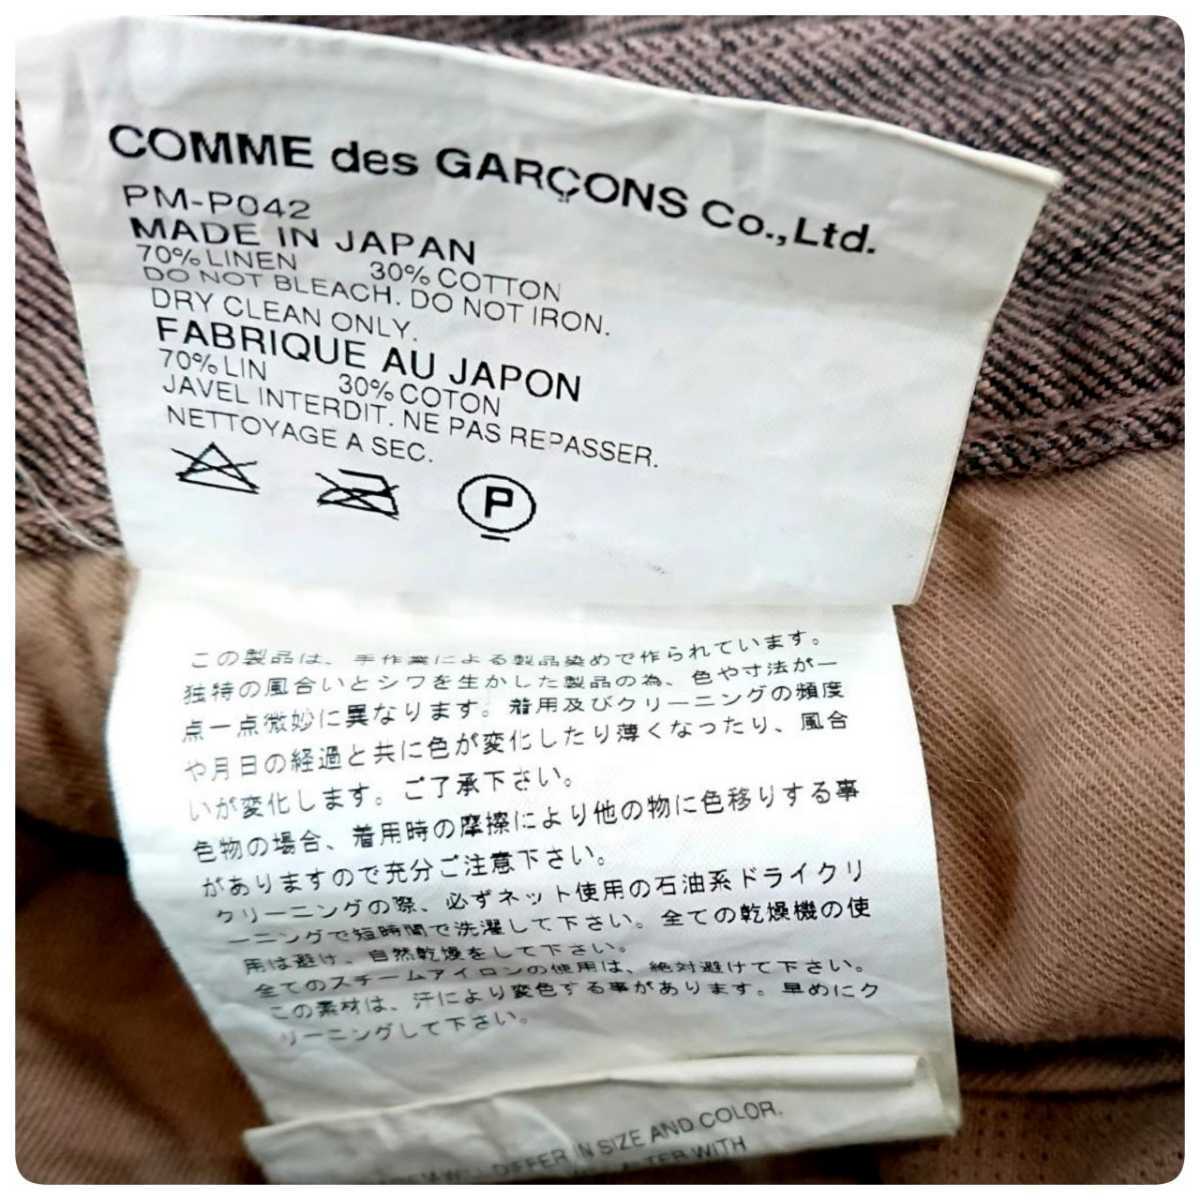 COMME des GARÇONS Co.,Ltd.
PM-P042
MADE IN JAPAN
70% LINEN 30% COTTON
DO NOT BLEACH. DO NOT IRON.
DRY CLEAN ONLY.
FABRIQUE AU JAPON
70% LIN 30% COTON
JAVEL INTERDIT. NE PAS REPASSER.
NETTOYAGE A SEC.
P
この製品は、手作業による製品染めで作られています。
独特の風合いとシワを生かした製品の為、色や寸法が一
点一点微妙に異なります。着用及びクリーニングの頻度
や月日の経過と共に色が変化したり薄くなったり、風合
いが変化します。ご了承下さい。
色物の場合、着用時の摩擦により他の物に色移りする事
がありますので充分ご注意下さい。
クリーニングの際、必ずネット使用の石油系ドライクリ
ーニングで短時間で洗濯して下さい。全ての乾燥機の使
用は避け、自然乾燥をして下さい。
全てのスチームアイロンの使用は、絶対避けて下さい。
この素材は、汗により変色する事があります。早めにク
リーニングして下さい。
DIFFER IN SIZE AND COLOR.
WITH